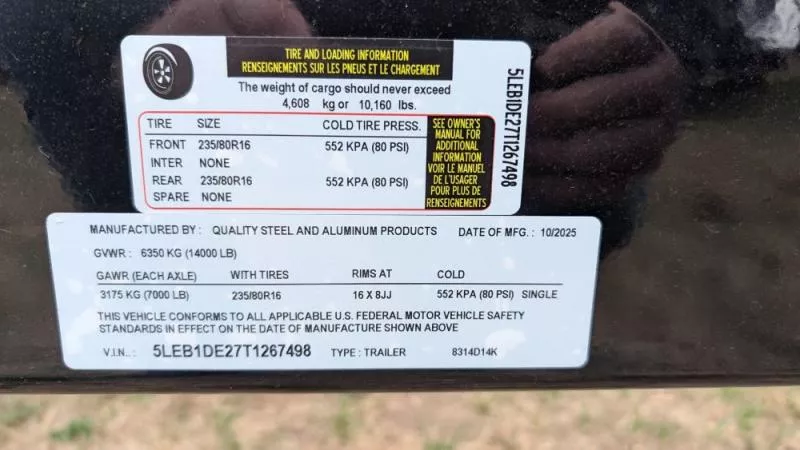 TIRE AND LOADING INFORMATION
RENSEIGNEMENTS SUR LES PNEUS ET LE CHARGEMENT
The weight of cargo should never exceed
4,608 kg or 10,160 lbs.
TIRE SIZE COLD TIRE PRESS.
FRONT 235/80R16 552 KPA (80 PSI)
INTER NONE
REAR 235/80R16 552 KPA (80 PSI)
SPARE NONE
SEE OWNER'S
MANUAL FOR
ADDITIONAL
INFORMATION
VOIR LE MANUEL
DE L'USAGER
POUR PLUS DE
RENSEIGNEMENTS
5LEB1DE27T1267498
MANUFACTURED BY: QUALITY STEEL AND ALUMINUM PRODUCTS DATE OF MFG.: 10/2025
GVWR: 6350 KG (14000 LB)
GAWR (EACH AXLE) WITH TIRES RIMS AT COLD
3175 KG (7000 LB) 235/80R16 16 X 8JJ 552 KPA (80 PSI) SINGLE
THIS VEHICLE CONFORMS TO ALL APPLICABLE U.S. FEDERAL MOTOR VEHICLE SAFETY
STANDARDS IN EFFECT ON THE DATE OF MANUFACTURE SHOWN ABOVE
V.I.N..: 5LEB1DE27T1267498 TYPE: TRAILER 8314D14K